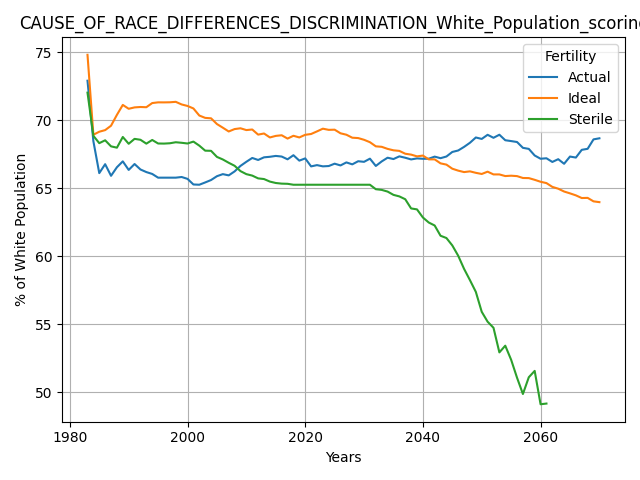 CAUSE_OF_RACE_DIFFERENCES_DISCRIMINATION_White_Population_scoring
Fertility
Actual
Ideal
Sterile
75
70
65
60
55
50
% of White Population
1980
2000
2020
2040
2060
Years